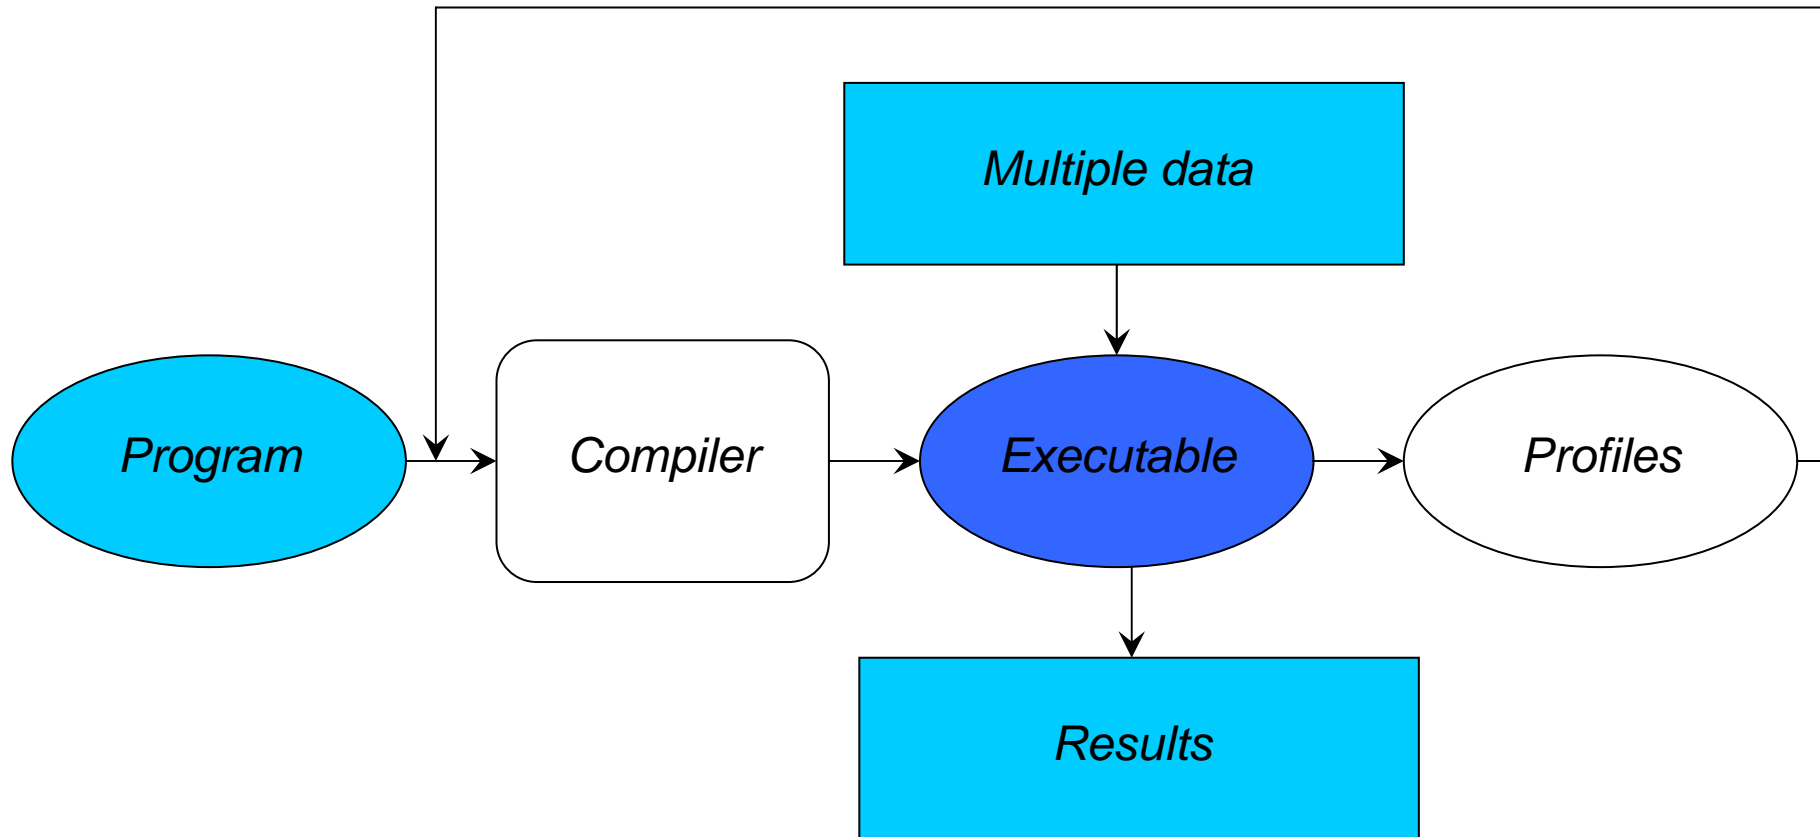 Multiple data
Program
Compiler
Executable
Profiles
Results